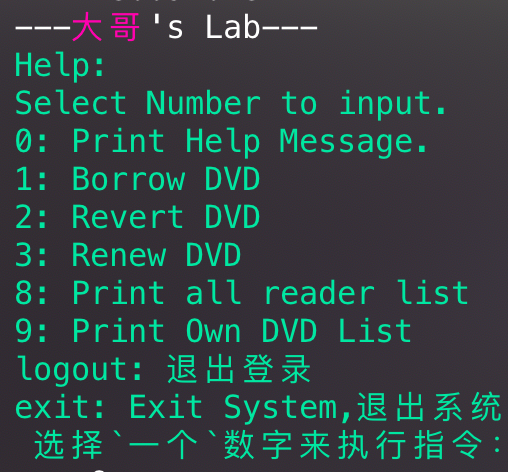 ---大哥's Lab---
Help:
Select Number to input.
0: Print Help Message.
1: Borrow DVD
2: Revert DVD
3: Renew DVD
8: Print all reader list
9: Print Own DVD List
logout: 退出登录
exit: Exit System,退出系统
选择`一个`数字来执行指令: